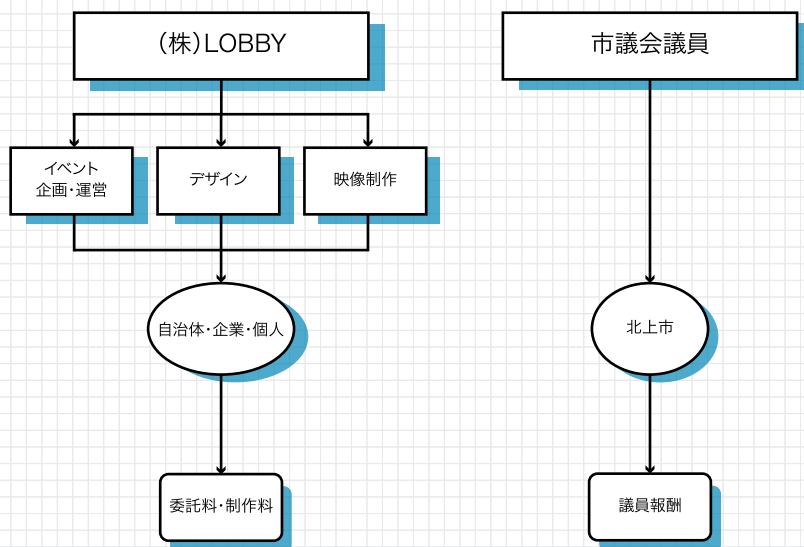 (株)LOBBY
市議会議員
イベント
企画・運営
デザイン
映像制作
自治体・企業・個人
北上市
委託料・制作料
議員報酬